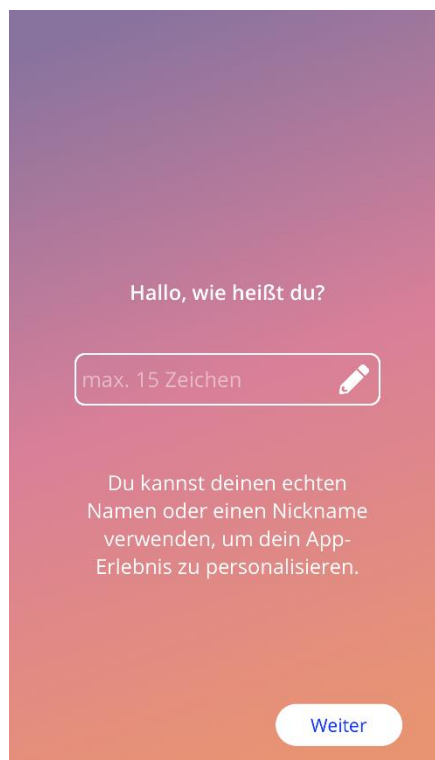 Hallo, wie heißt du?
max. 15 Zeichen
Du kannst deinen echten
Namen oder einen Nickname
verwenden, um dein App-
Erlebnis zu personalisieren.
Weiter